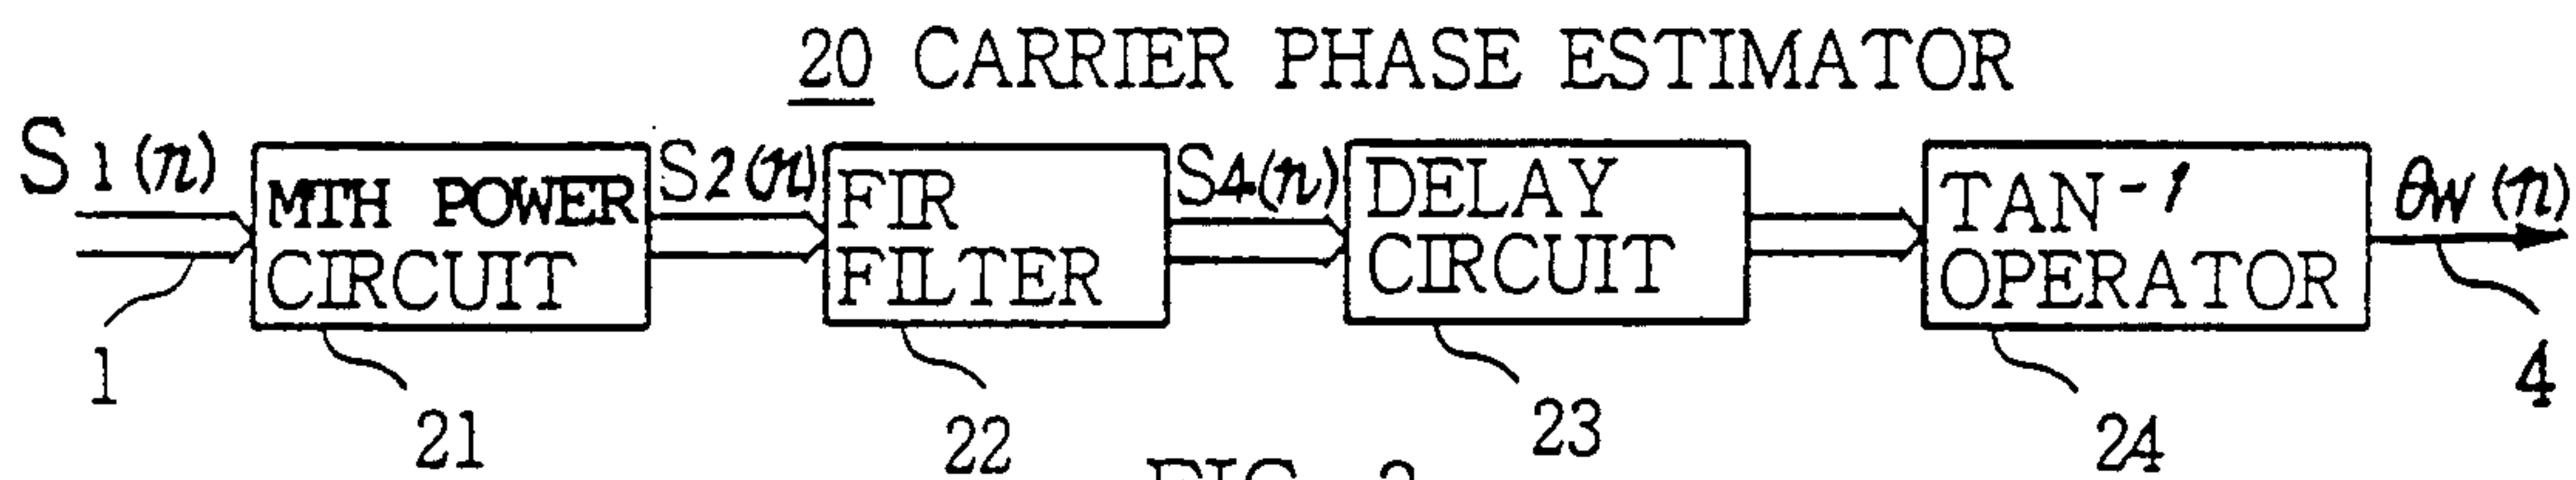 20 CARRIER PHASE ESTIMATOR
S1(n)
MTH POWER
CIRCUIT
S2(n)
FIR
FILTER
S4(n)
DELAY
CIRCUIT
TAN-1
OPERATOR
θW(n)
1
21
22
23
24
4